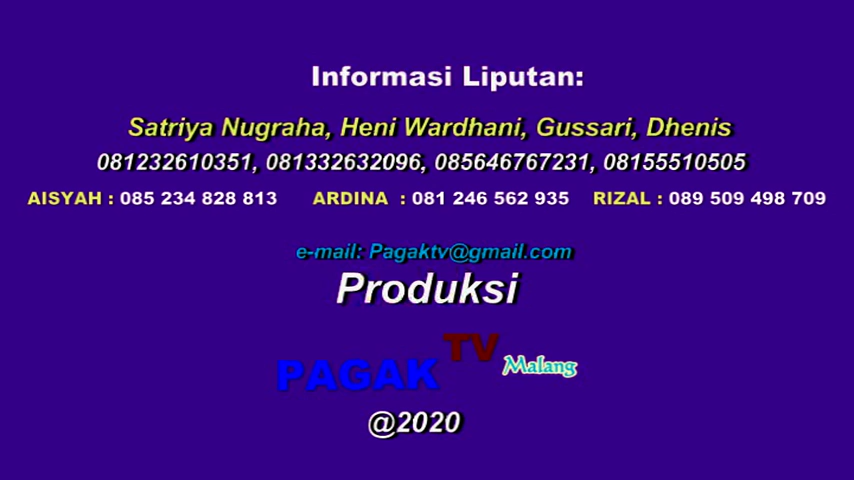 Informasi Liputan:
Satriya Nugraha, Heni Wardhani, Gussari, Dhenis
081232610351, 081332632096, 085646767231, 08155510505
AISYAH : 085 234 828 813 ARDINA : 081 246 562 935 RIZAL : 089 509 498 709
e-mail: Pagaktv@gmail.com
Produksi
PAGAK TV Malang
@2020